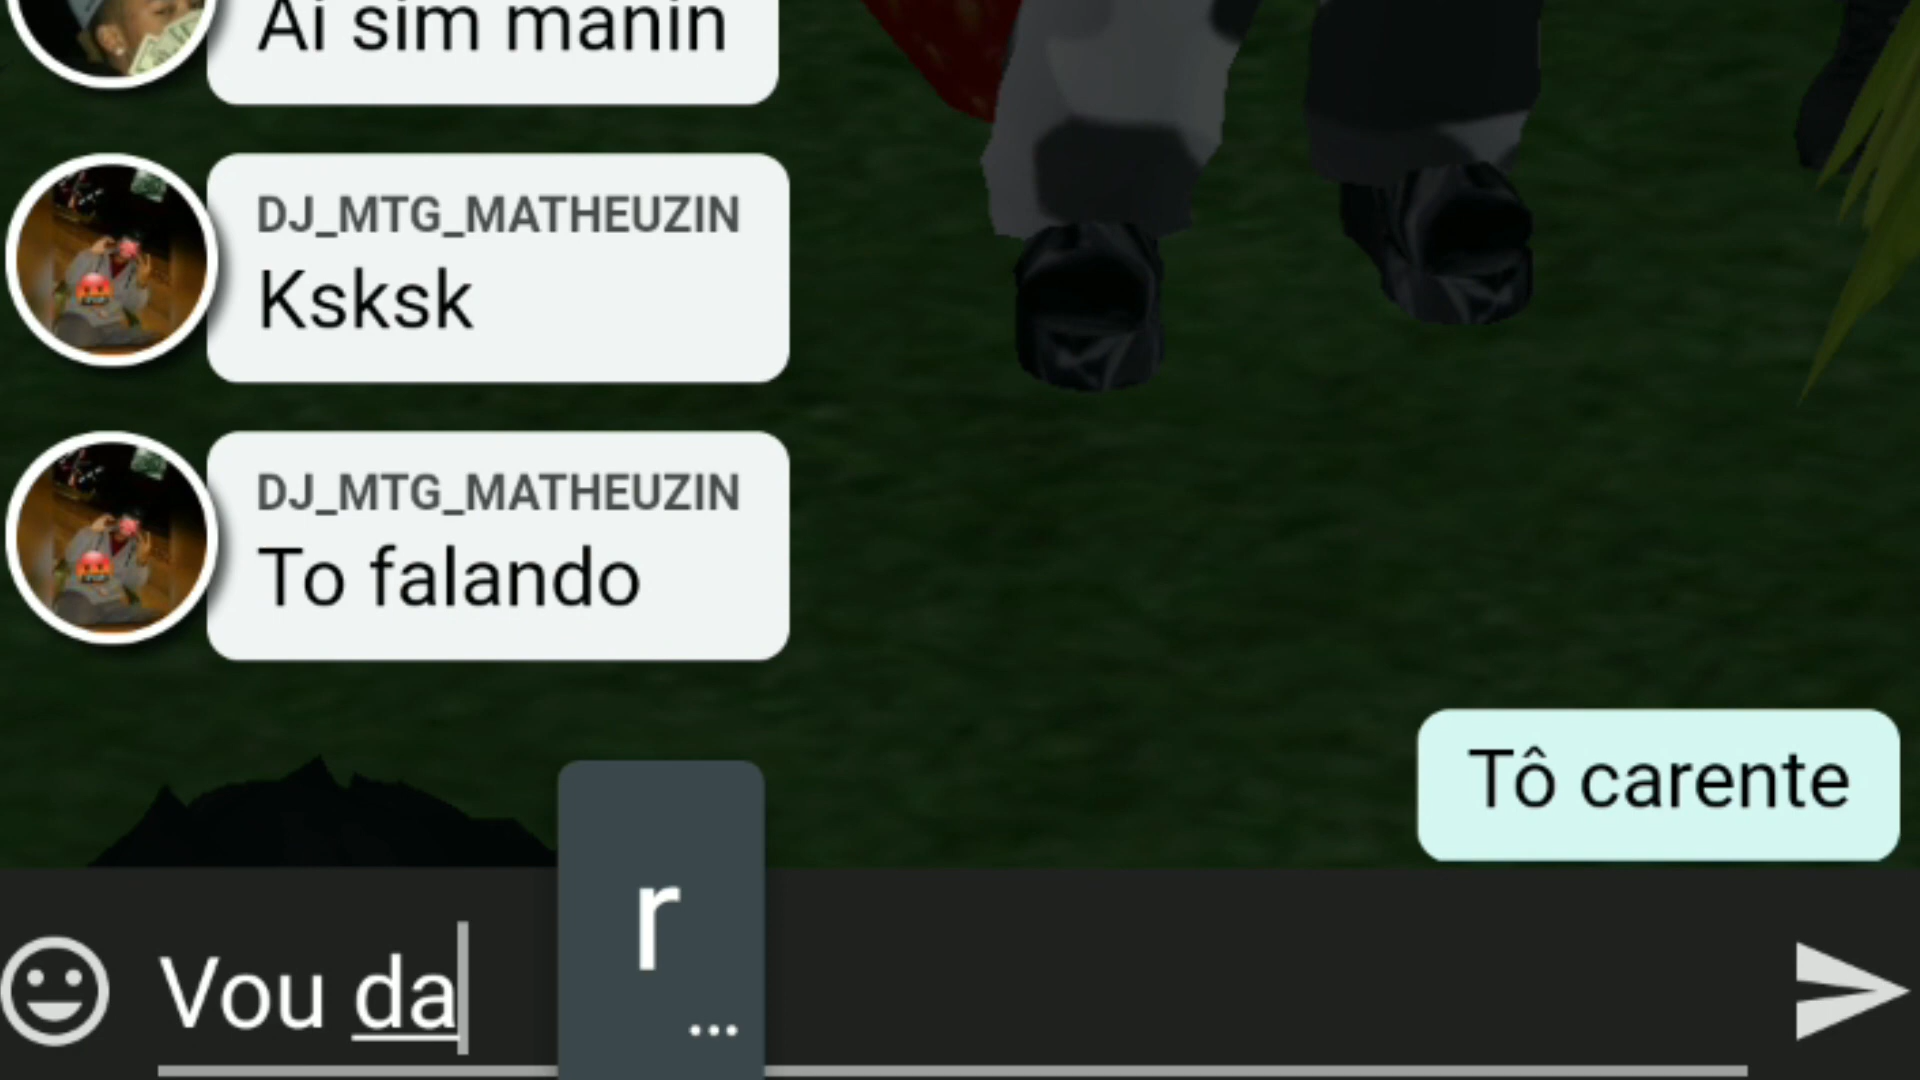 Ai sim manin
DJ_MTG_MATHEUZIN
Ksksk
DJ_MTG_MATHEUZIN
To falando
Tô carente
r
...
Vou da